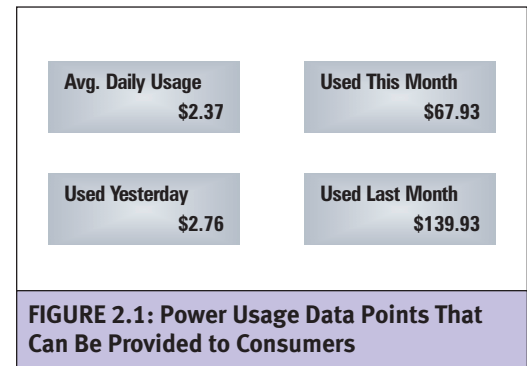 Avg. Daily Usage
$2.37
Used This Month
$67.93
Used Yesterday
$2.76
Used Last Month
$139.93
FIGURE 2.1: Power Usage Data Points That
Can Be Provided to Consumers